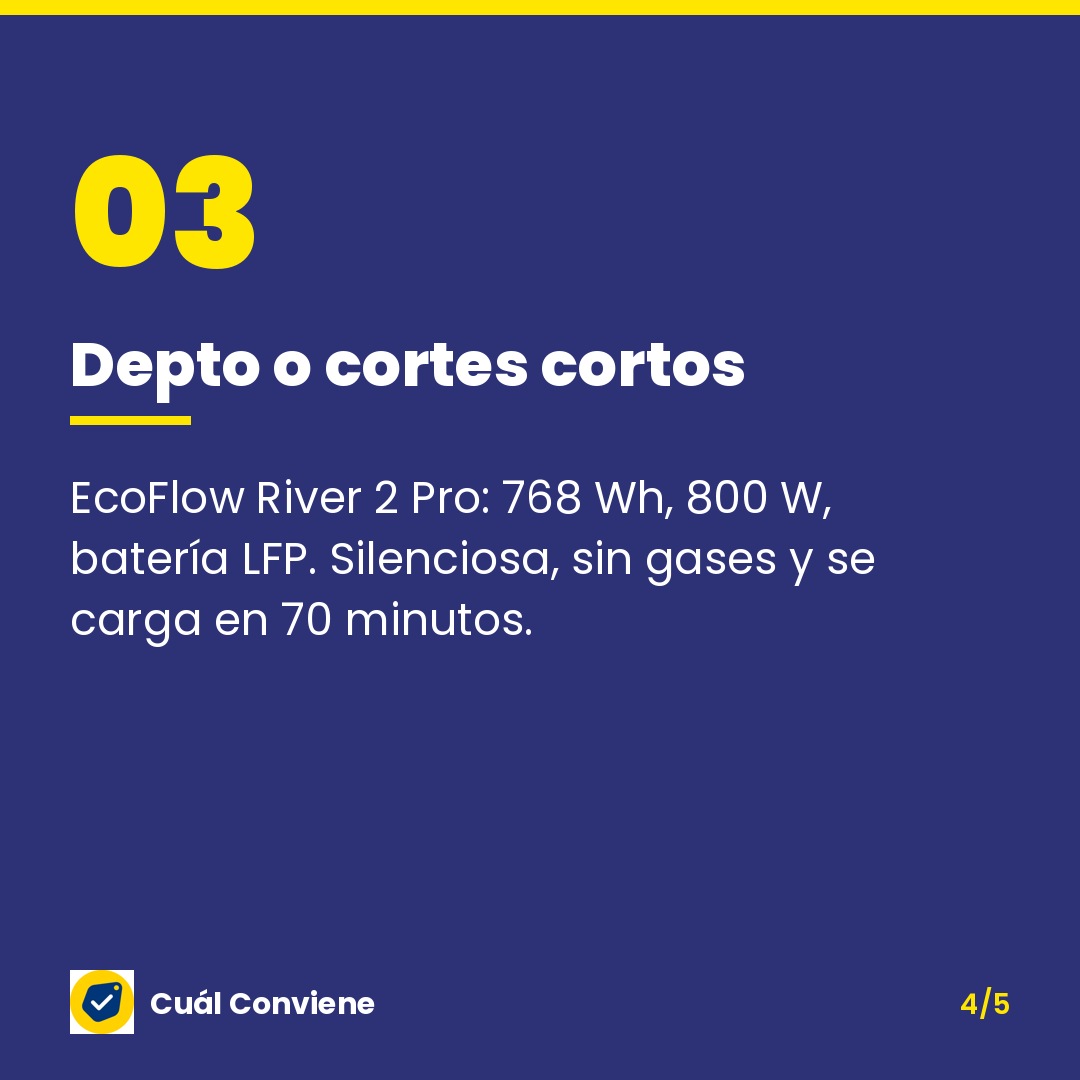 03
Depto o cortes cortos
EcoFlow River 2 Pro: 768 Wh, 800 W,
batería LFP. Silenciosa, sin gases y se
carga en 70 minutos.
Cuál Conviene
4/5